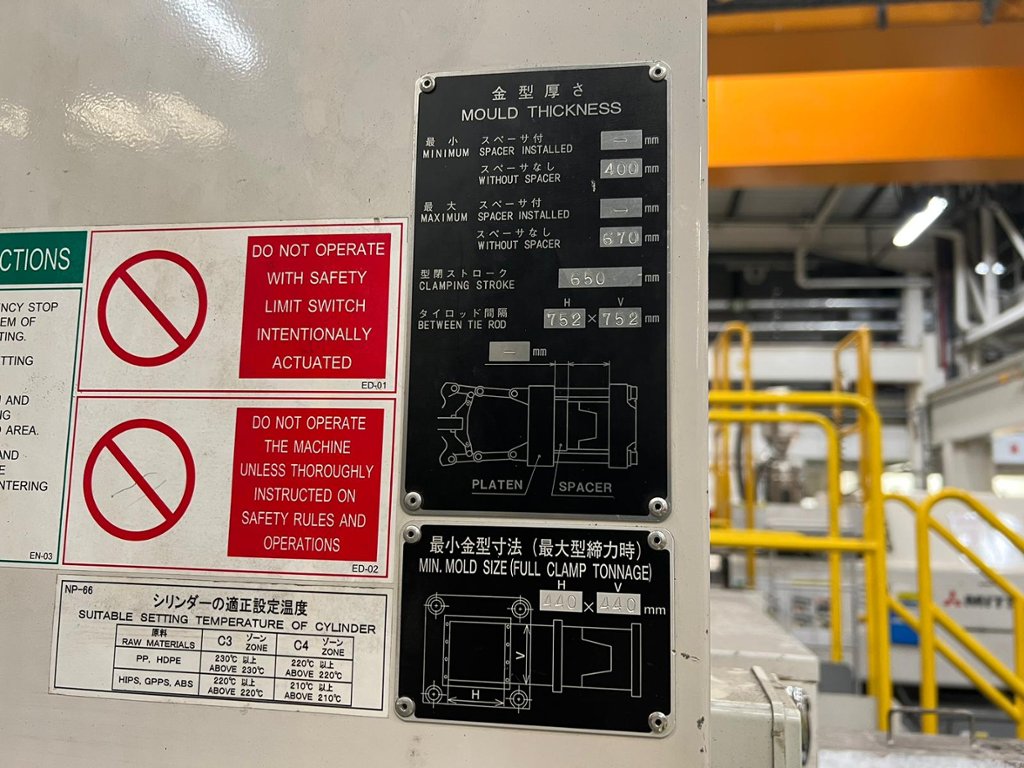 CTIONS
NCY STOP
EM OF
TING.
TTING
AND
NG
AREA.
AND
E
NTERING
EN-03
DO NOT OPERATE
WITH SAFETY
LIMIT SWITCH
INTENTIONALLY
ACTUATED
ED-01
DO NOT OPERATE
THE MACHINE
UNLESS THOROUGHLY
INSTRUCTED ON
SAFETY RULES AND
OPERATIONS
ED-02
NP-66
シリンダーの適正設定温度
SUITABLE SETTING TEMPERATURE OF CYLINDER
原料 C3 ゾーン C4 ゾーン
RAW MATERIALS ZONE ZONE
PP. HDPE 230℃ 以上 220℃ 以上
ABOVE 230℃ ABOVE 220℃
HIPS, GPPS, ABS 220℃ 以上 210℃ 以上
ABOVE 220℃ ABOVE 210℃
金型厚さ
MOULD THICKNESS
最小 スペーサ付
MINIMUM SPACER INSTALLED — mm
スペーサなし
WITHOUT SPACER 400 mm
最大 スペーサ付
MAXIMUM SPACER INSTALLED — mm
スペーサなし
WITHOUT SPACER 670 mm
型閉ストローク
CLAMPING STROKE 650 mm
タイロッド間隔 H V
BETWEEN TIE ROD 752 × 752 mm
— mm
PLATEN SPACER
最小金型寸法（最大型締力時）
MIN. MOLD SIZE (FULL CLAMP TONNAGE)
H V
440 × 440 mm
V
H
MIT